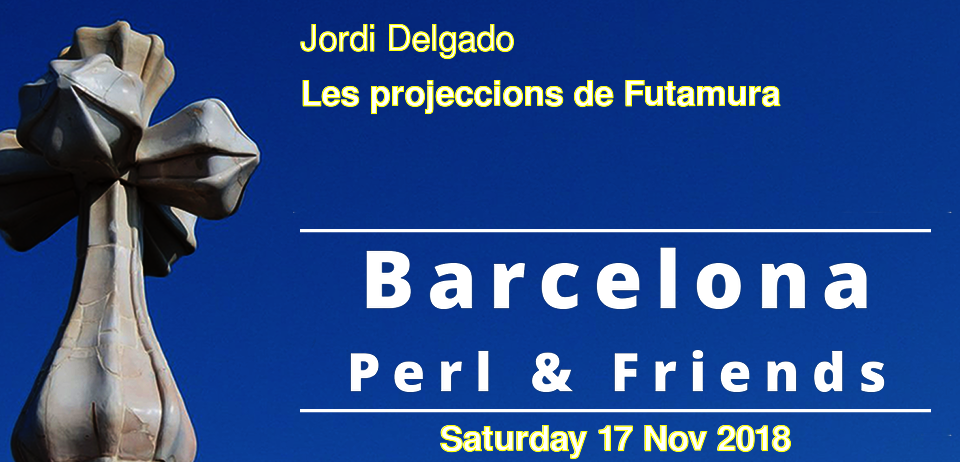 Jordi Delgado
Les projeccions de Futamura
Barcelona
Perl & Friends
Saturday 17 Nov 2018